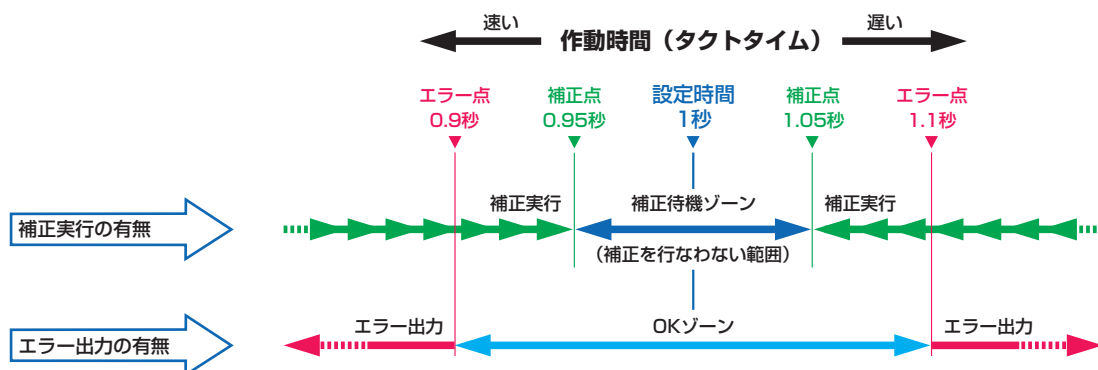 速い
作動時間（タクトタイム）
遅い
エラー点
0.9秒
補正点
0.95秒
設定時間
1秒
補正点
1.05秒
エラー点
1.1秒
補正実行の有無
補正実行
補正待機ゾーン
補正実行
（補正を行なわない範囲）
エラー出力の有無
エラー出力
OKゾーン
エラー出力